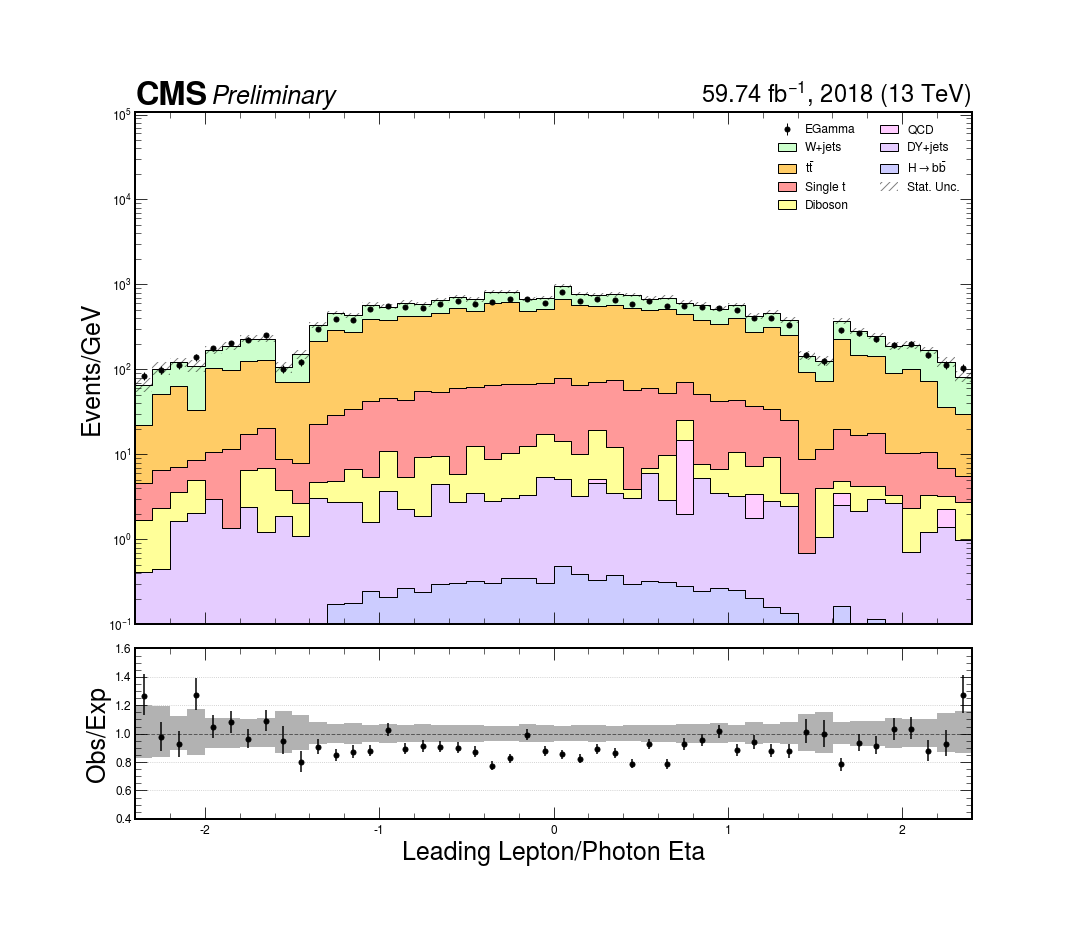 CMS Preliminary
59.74 fb⁻¹, 2018 (13 TeV)
Events/GeV
10⁵
10⁴
10³
10²
10¹
10⁰
10⁻¹
EGamma
W+jets
tt̄
Single t
Diboson
QCD
DY+jets
H→bb̄
Stat. Unc.
Obs/Exp
1.6
1.4
1.2
1.0
0.8
0.6
0.4
-2
-1
0
1
2
Leading Lepton/Photon Eta